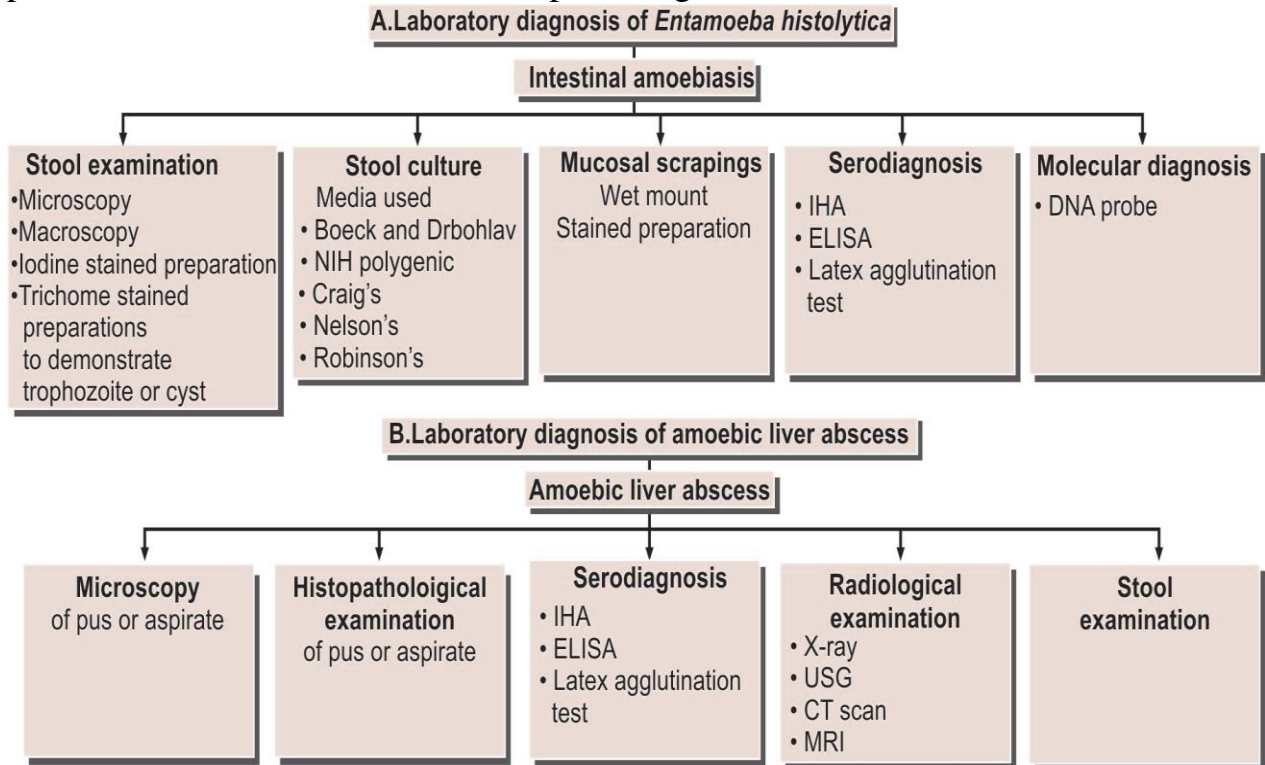 A.Laboratory diagnosis of Entamoeba histolytica
Intestinal amoebiasis
Stool examination
•Microscopy
•Macroscopy
•Iodine stained preparation
•Trichome stained
preparations
to demonstrate
trophozoite or cyst
Stool culture
Media used
• Boeck and Drbohlav
• NIH polygenic
• Craig's
• Nelson's
• Robinson's
Mucosal scrapings
Wet mount
Stained preparation
Serodiagnosis
• IHA
• ELISA
• Latex agglutination
test
Molecular diagnosis
• DNA probe
B.Laboratory diagnosis of amoebic liver abscess
Amoebic liver abscess
Microscopy
of pus or aspirate
Histopatholoigical
examination
of pus or aspirate
Serodiagnosis
• IHA
• ELISA
• Latex agglutination
test
Radiological
examination
• X-ray
• USG
• CT scan
• MRI
Stool
examination